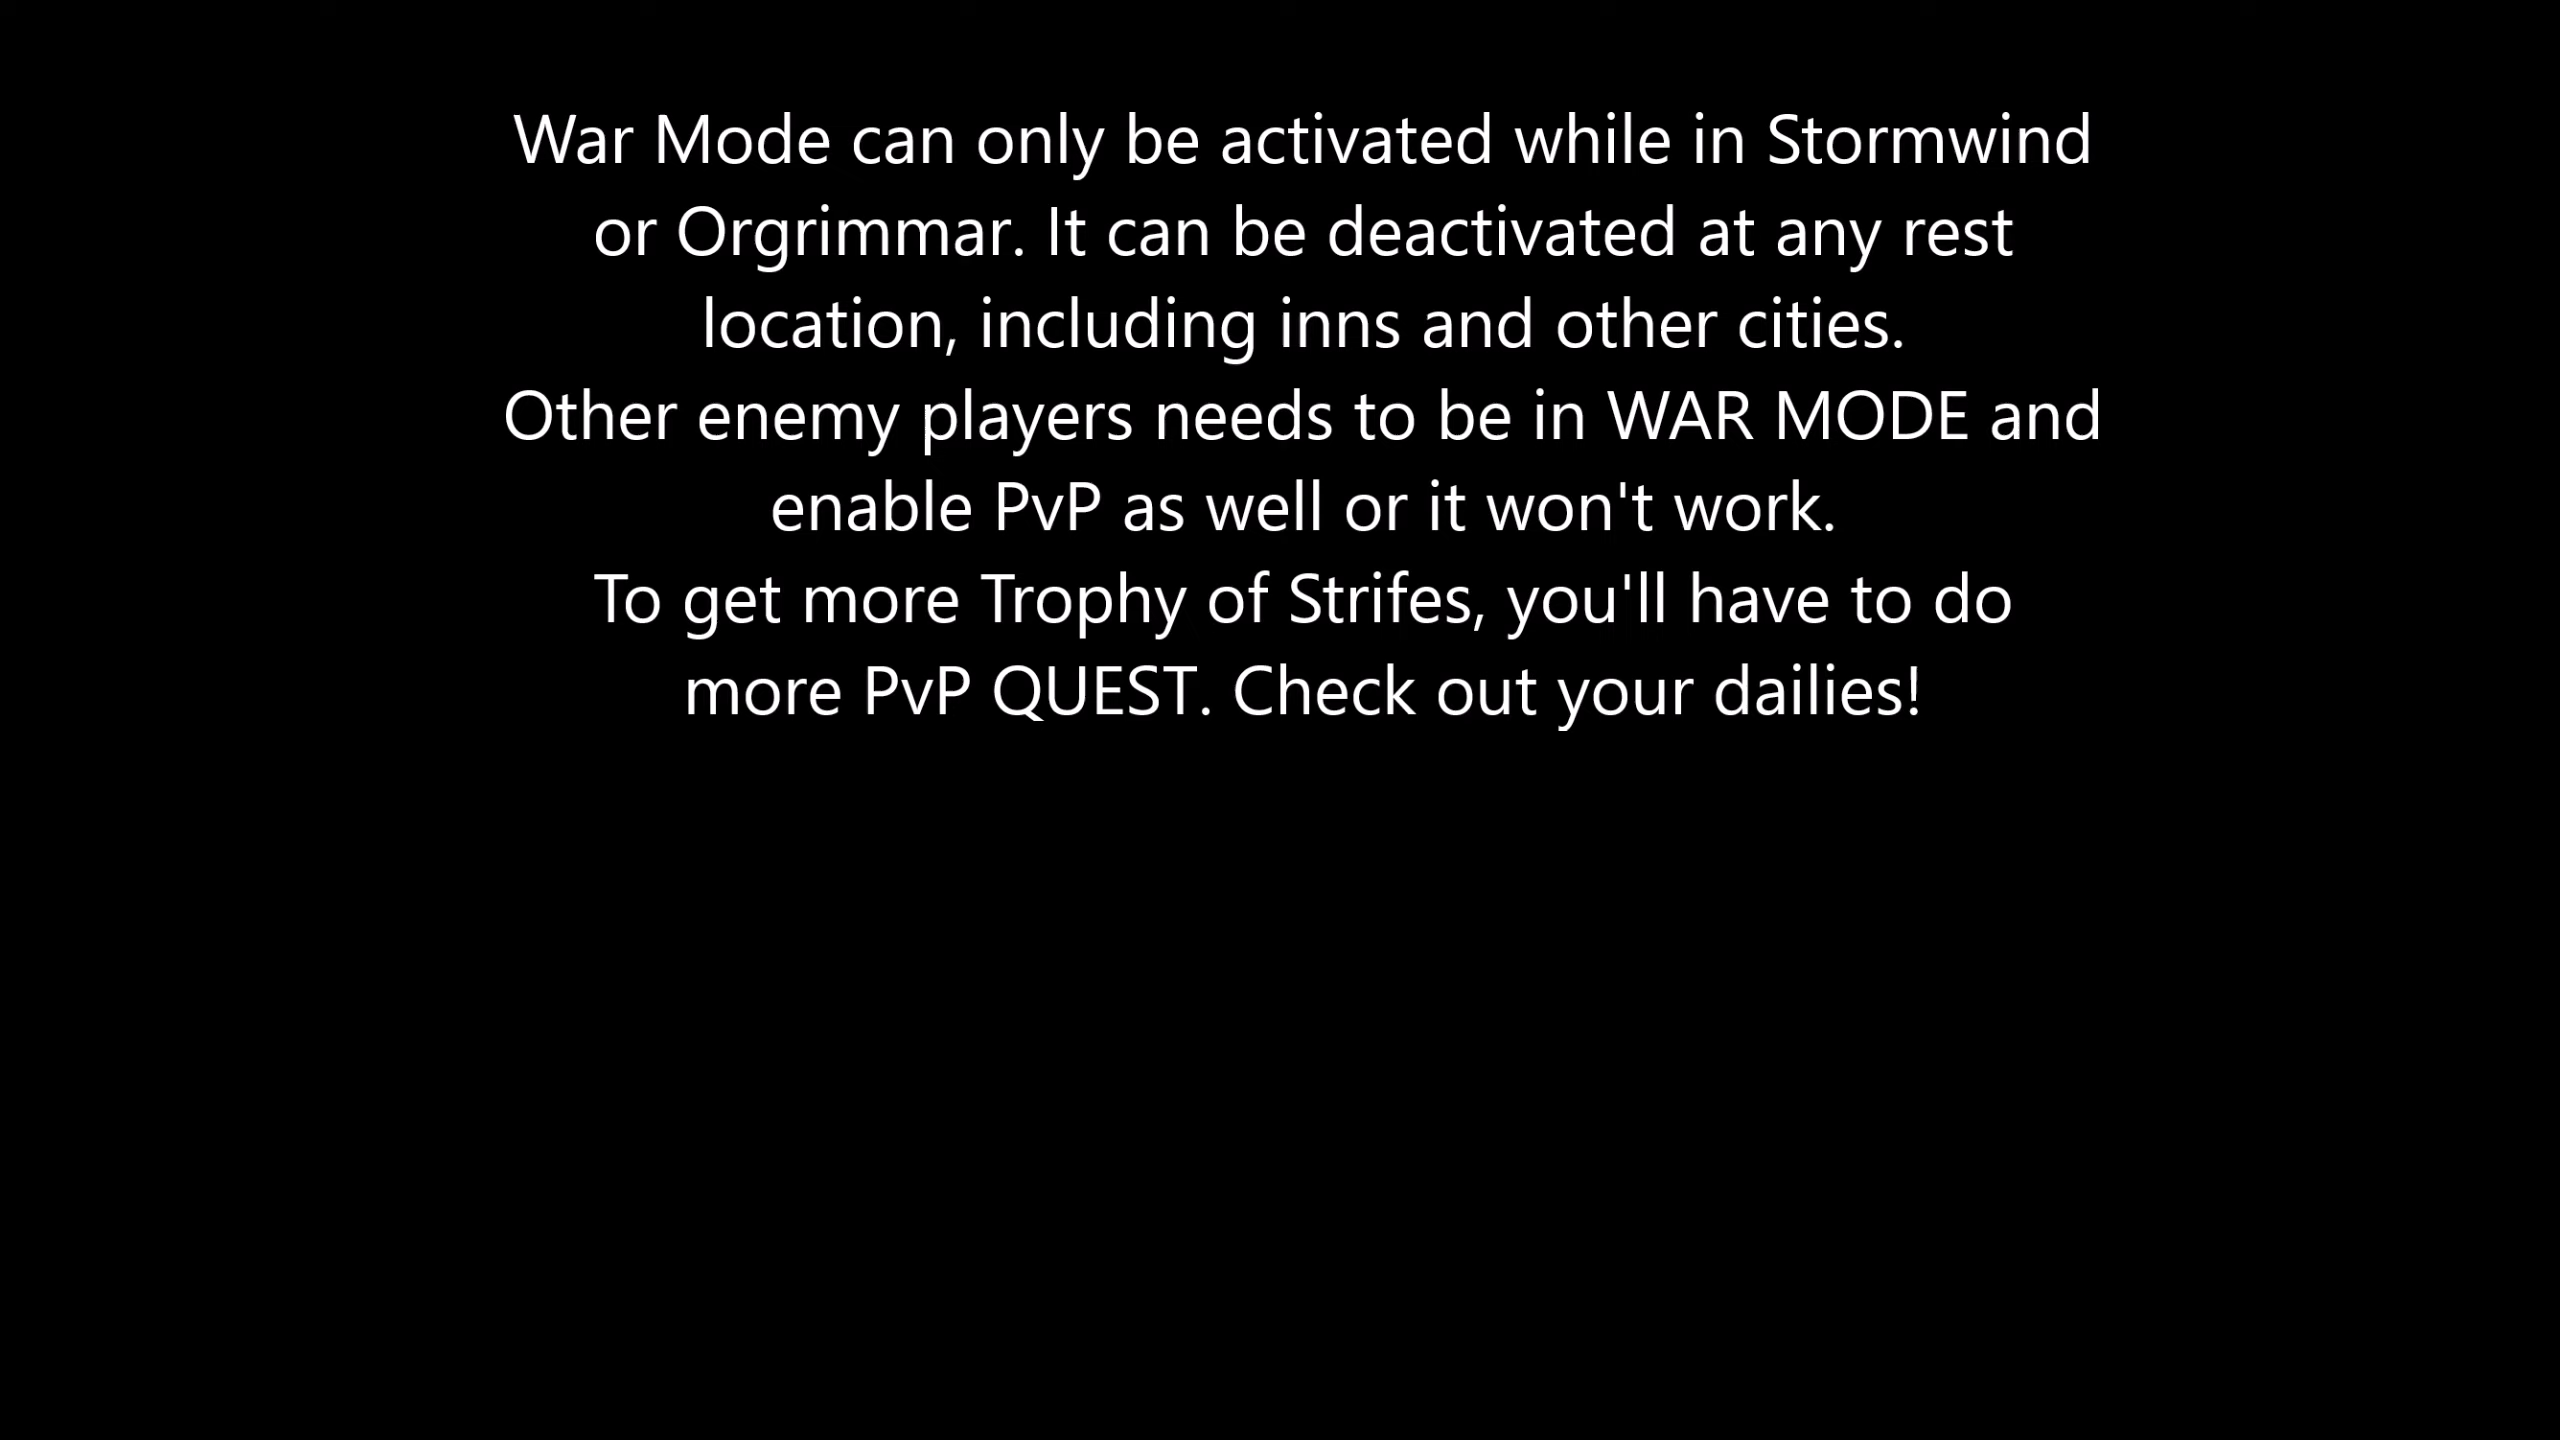 War Mode can only be activated while in Stormwind
or Orgrimmar. It can be deactivated at any rest
location, including inns and other cities.
Other enemy players needs to be in WAR MODE and
enable PvP as well or it won't work.
To get more Trophy of Strifes, you'll have to do
more PvP QUEST. Check out your dailies!